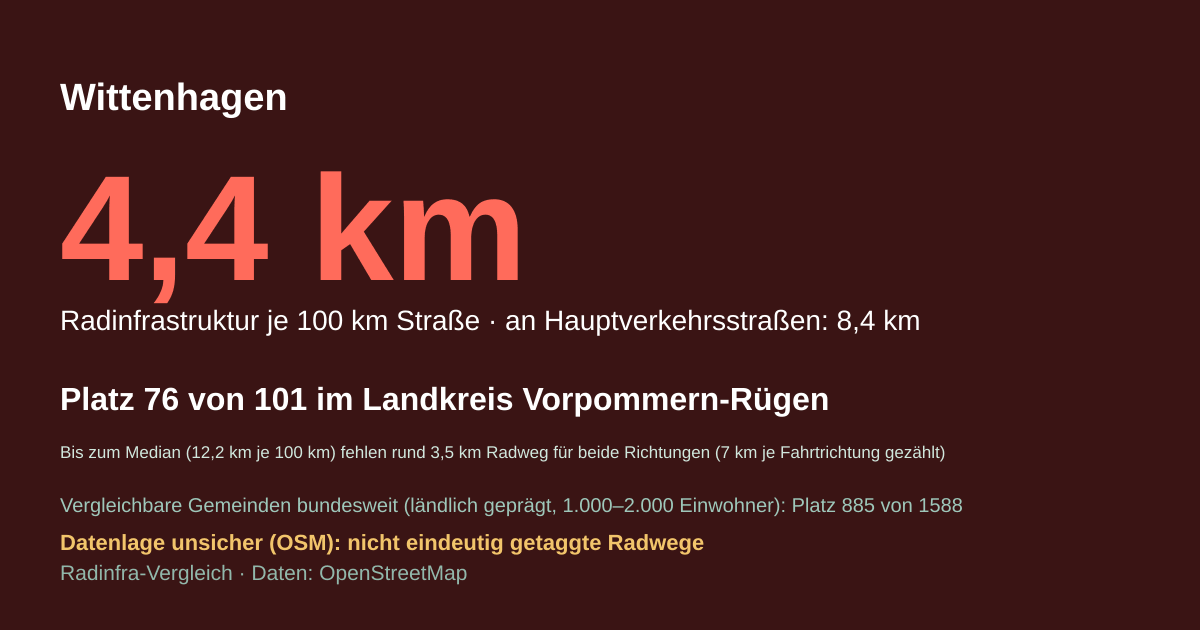 Wittenhagen
4,4 km
Radinfrastruktur je 100 km Straße · an Hauptverkehrsstraßen: 8,4 km
Platz 76 von 101 im Landkreis Vorpommern-Rügen
Bis zum Median (12,2 km je 100 km) fehlen rund 3,5 km Radweg für beide Richtungen (7 km je Fahrtrichtung gezählt)
Vergleichbare Gemeinden bundesweit (ländlich geprägt, 1.000–2.000 Einwohner): Platz 885 von 1588
Datenlage unsicher (OSM): nicht eindeutig getaggte Radwege
Radinfra-Vergleich · Daten: OpenStreetMap